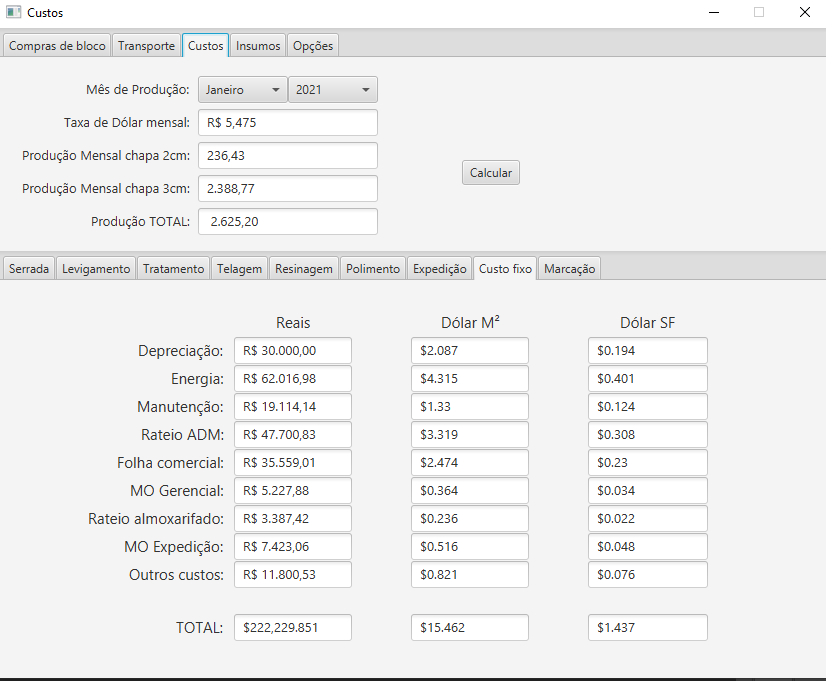 Custos
Compras de bloco Transporte Custos Insumos Opções
Mês de Produção: Janeiro 2021
Taxa de Dólar mensal: R$ 5,475
Produção Mensal chapa 2cm: 236,43
Calcular
Produção Mensal chapa 3cm: 2.388,77
Produção TOTAL: 2.625,20
Serrada Levigamento Tratamento Telagem Resinagem Polimento Expedição Custo fixo Marcação
Reais Dólar M² Dólar SF
Depreciação: R$ 30.000,00 $2.087 $0.194
Energia: R$ 62.016,98 $4.315 $0.401
Manutenção: R$ 19.114,14 $1.33 $0.124
Rateio ADM: R$ 47.700,83 $3.319 $0.308
Folha comercial: R$ 35.559,01 $2.474 $0.23
MO Gerencial: R$ 5.227,88 $0.364 $0.034
Rateio almoxarifado: R$ 3.387,42 $0.236 $0.022
MO Expedição: R$ 7.423,06 $0.516 $0.048
Outros custos: R$ 11.800,53 $0.821 $0.076
TOTAL: $222,229.851 $15.462 $1.437